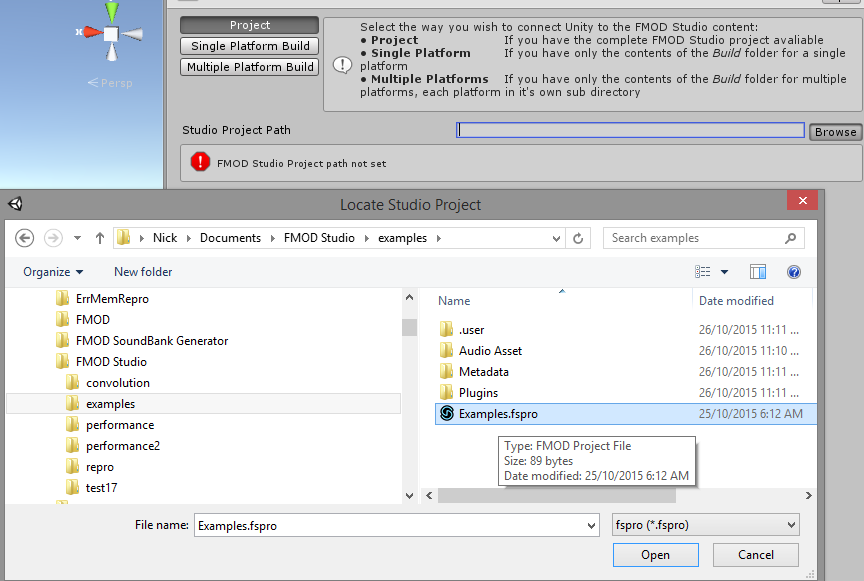 Project
Single Platform Build
Multiple Platform Build
Select the way you wish to connect Unity to the FMOD Studio content:
● Project If you have the complete FMOD Studio project avaliable
● Single Platform If you have only the contents of the Build folder for a single
platform
● Multiple Platforms If you have only the contents of the Build folder for multiple
platforms, each platform in it's own sub directory
x
Persp
Studio Project Path
Browse
FMOD Studio Project path not set
Locate Studio Project
Nick Documents FMOD Studio examples
Search examples
Organize New folder
ErrMemRepro
FMOD
FMOD SoundBank Generator
FMOD Studio
convolution
examples
performance
performance2
repro
test17
Name Date modified
.user 26/10/2015 11:11 ...
Audio Asset 26/10/2015 11:10 ...
Metadata 26/10/2015 11:11 ...
Plugins 26/10/2015 11:11 ...
Examples.fspro 25/10/2015 6:12 AM
Type: FMOD Project File
Size: 89 bytes
Date modified: 25/10/2015 6:12 AM
File name: Examples.fspro
fspro (*.fspro)
Open Cancel